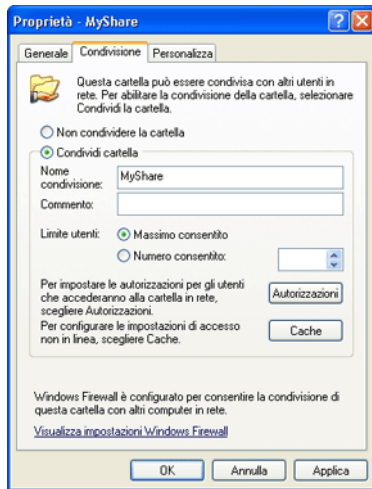 Proprietà - MyShare
Generale
Condivisione
Personalizza
Questa cartella può essere condivisa con altri utenti in
rete. Per abilitare la condivisione della cartella, selezionare
Condividi la cartella.
Non condividere la cartella
Condividi cartella
Nome
condivisione:
MyShare
Commento:
Limite utenti:
Massimo consentito
Numero consentito:
Per impostare le autorizzazioni per gli utenti
che accederanno alla cartella in rete,
scegliere Autorizzazioni.
Autorizzazioni
Per configurare le impostazioni di accesso
non in linea, scegliere Cache.
Cache
Windows Firewall è configurato per consentire la condivisione di
questa cartella con altri computer in rete.
Visualizza impostazioni Windows Firewall
OK
Annulla
Applica